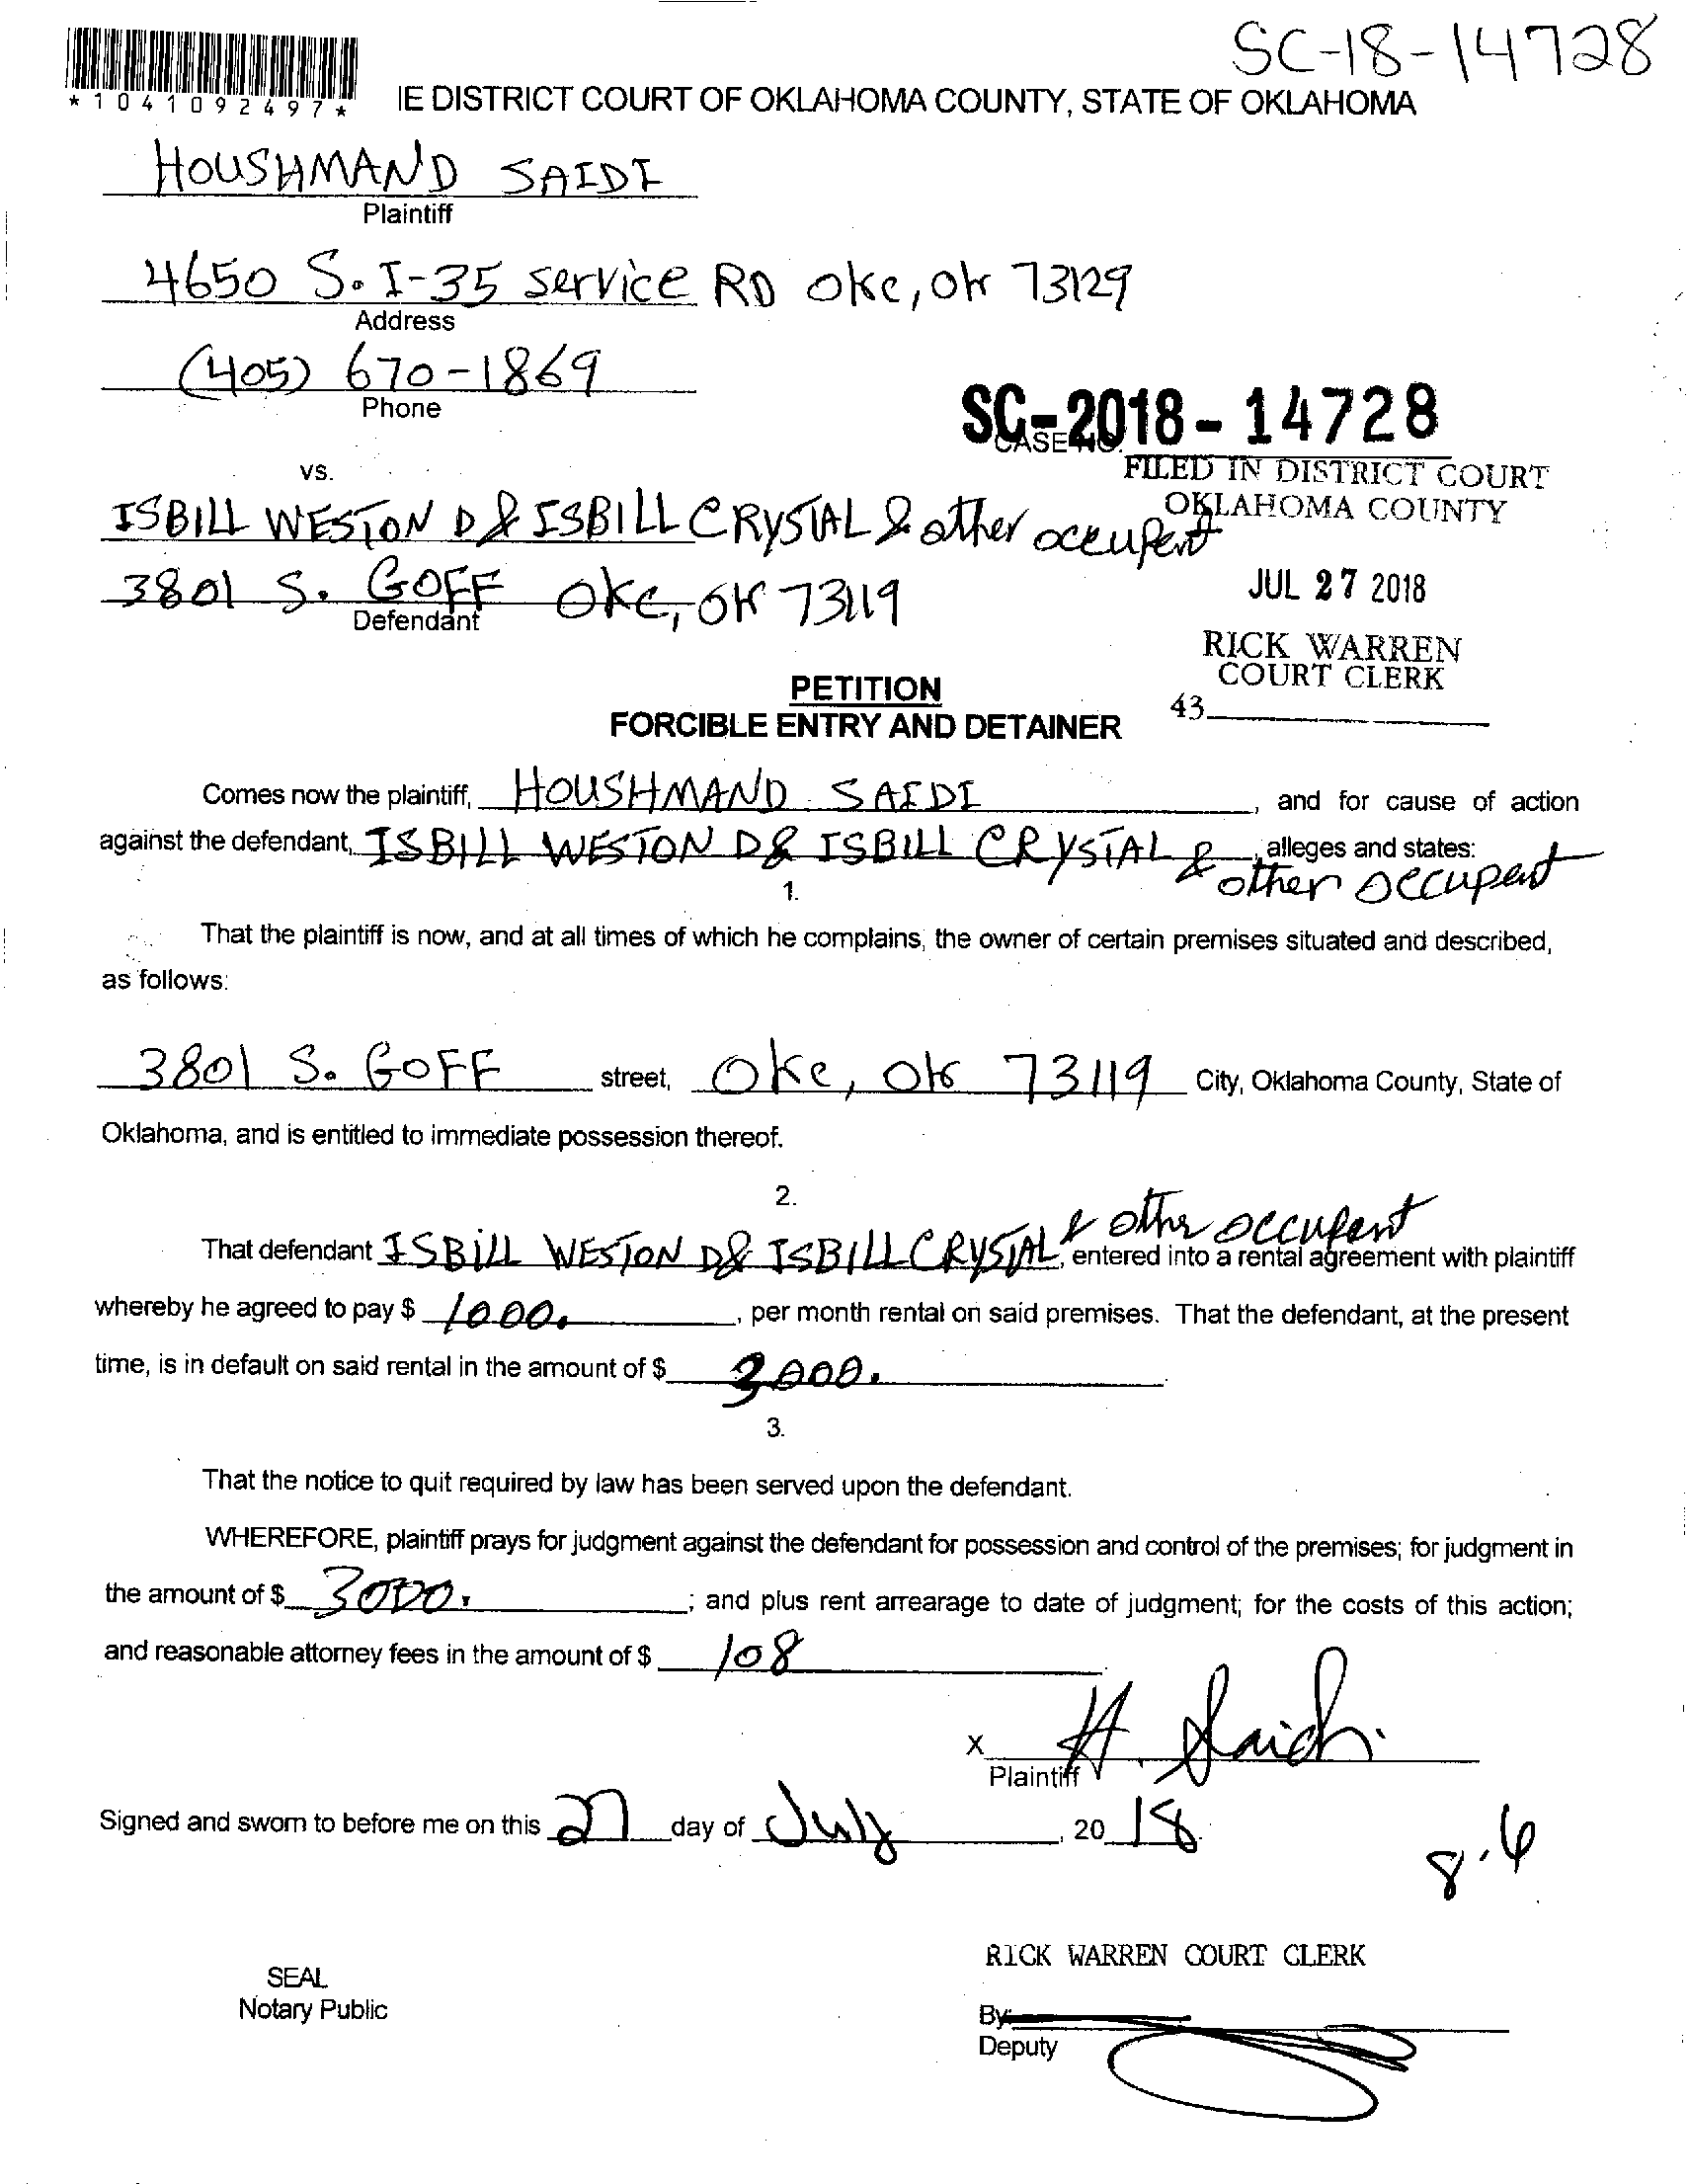 SC-18-14728
*1041092497*
IE DISTRICT COURT OF OKLAHOMA COUNTY, STATE OF OKLAHOMA
HOUSHMAND SAIDI
Plaintiff
4650 S. I-35 service RD OKC, OK 73129
Address
(405) 670-1869
Phone
SC-2018-14728
CASE NO.
FILED IN DISTRICT COURT
OKLAHOMA COUNTY
vs.
ISBILL WESTON D & ISBILL CRYSTAL & other occupent
3801 S. GOFF OKC, OK 73119
Defendant
JUL 27 2018
RICK WARREN
COURT CLERK
43
PETITION
FORCIBLE ENTRY AND DETAINER
Comes now the plaintiff, HOUSHMAND SAIDI, and for cause of action
against the defendant, ISBILL WESTON D & ISBILL CRYSTAL & other occupent, alleges and states:
1.
That the plaintiff is now, and at all times of which he complains, the owner of certain premises situated and described,
as follows:
3801 S. GOFF street, OKC, OK 73119 City, Oklahoma County, State of
Oklahoma, and is entitled to immediate possession thereof.
2.
That defendant ISBILL WESTON D & ISBILL CRYSTAL & other occupent, entered into a rental agreement with plaintiff
whereby he agreed to pay $ 1000., per month rental on said premises. That the defendant, at the present
time, is in default on said rental in the amount of $ 3000.
3.
That the notice to quit required by law has been served upon the defendant.
WHEREFORE, plaintiff prays for judgment against the defendant for possession and control of the premises; for judgment in
the amount of $ 3000. ; and plus rent arrearage to date of judgment; for the costs of this action;
and reasonable attorney fees in the amount of $ 108
x H. Saidi
Plaintiff
Signed and sworn to before me on this 27 day of July, 20 18
8.6
RICK WARREN COURT CLERK
SEAL
Notary Public
By:
Deputy